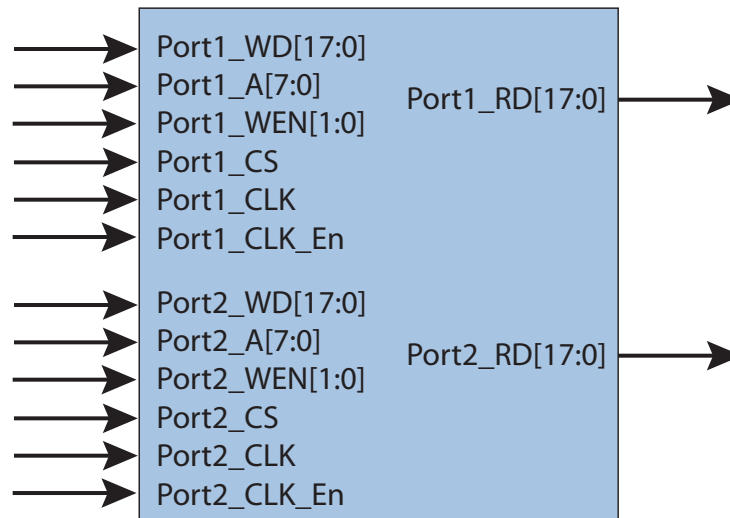 Port1_WD[17:0]
Port1_A[7:0]
Port1_WEN[1:0]
Port1_CS
Port1_CLK
Port1_CLK_En
Port1_RD[17:0]
Port2_WD[17:0]
Port2_A[7:0]
Port2_WEN[1:0]
Port2_CS
Port2_CLK
Port2_CLK_En
Port2_RD[17:0]